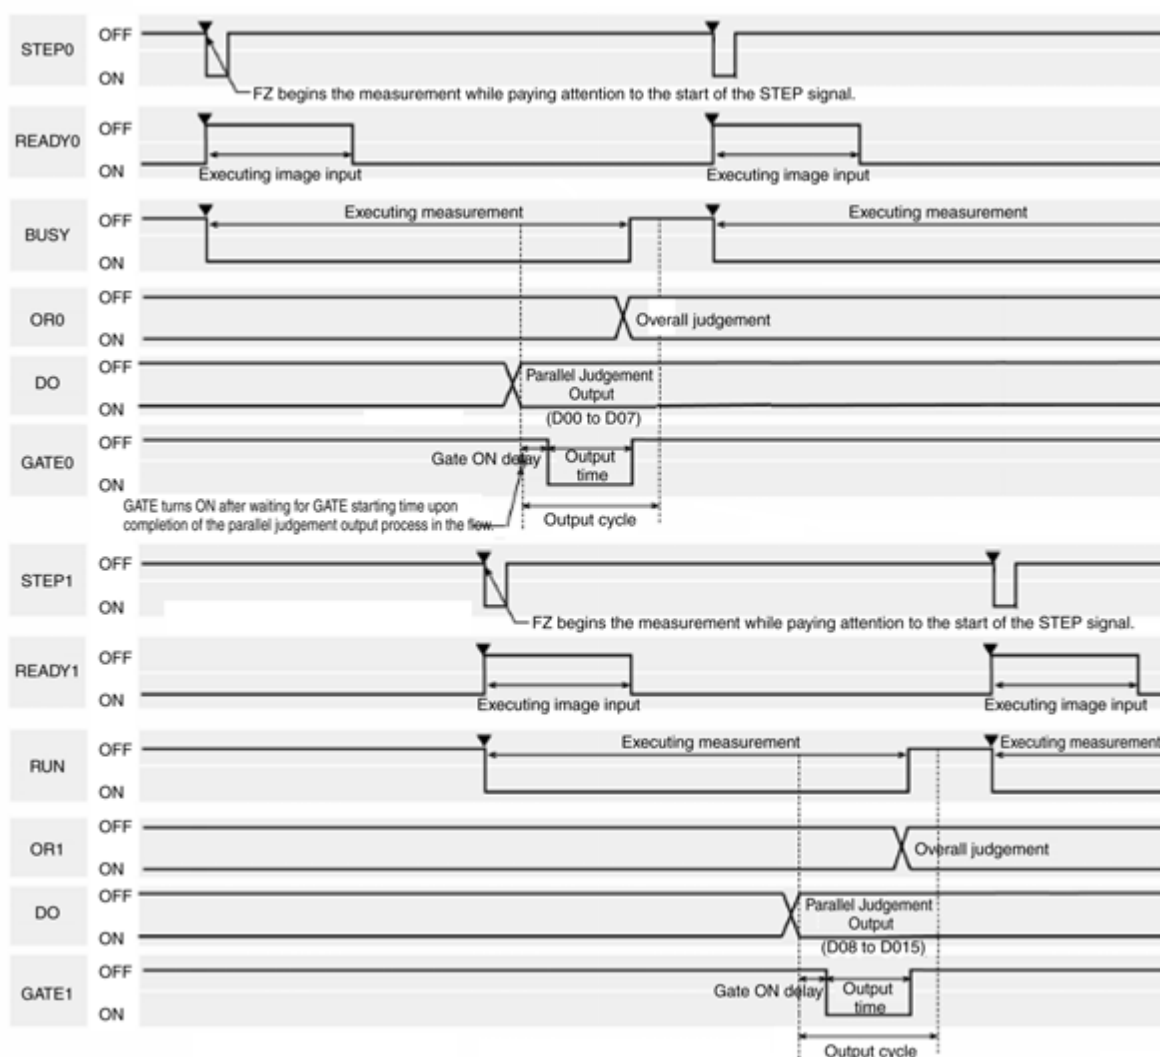 STEP0
OFF
ON
FZ begins the measurement while paying attention to the start of the STEP signal.
READY0
OFF
ON
Executing image input
Executing image input
BUSY
OFF
ON
Executing measurement
Executing measurement
OR0
OFF
ON
Overall judgement
DO
OFF
ON
Parallel Judgement
Output
(D00 to D07)
GATE0
OFF
ON
Gate ON delay
Output
time
GATE turns ON after waiting for GATE starting time upon
completion of the parallel judgement output process in the flow.
Output cycle
STEP1
OFF
ON
FZ begins the measurement while paying attention to the start of the STEP signal.
READY1
OFF
ON
Executing image input
Executing image input
RUN
OFF
ON
Executing measurement
Executing measurement
OR1
OFF
ON
Overall judgement
DO
OFF
ON
Parallel Judgement
Output
(D08 to D015)
GATE1
OFF
ON
Gate ON delay
Output
time
Output cycle